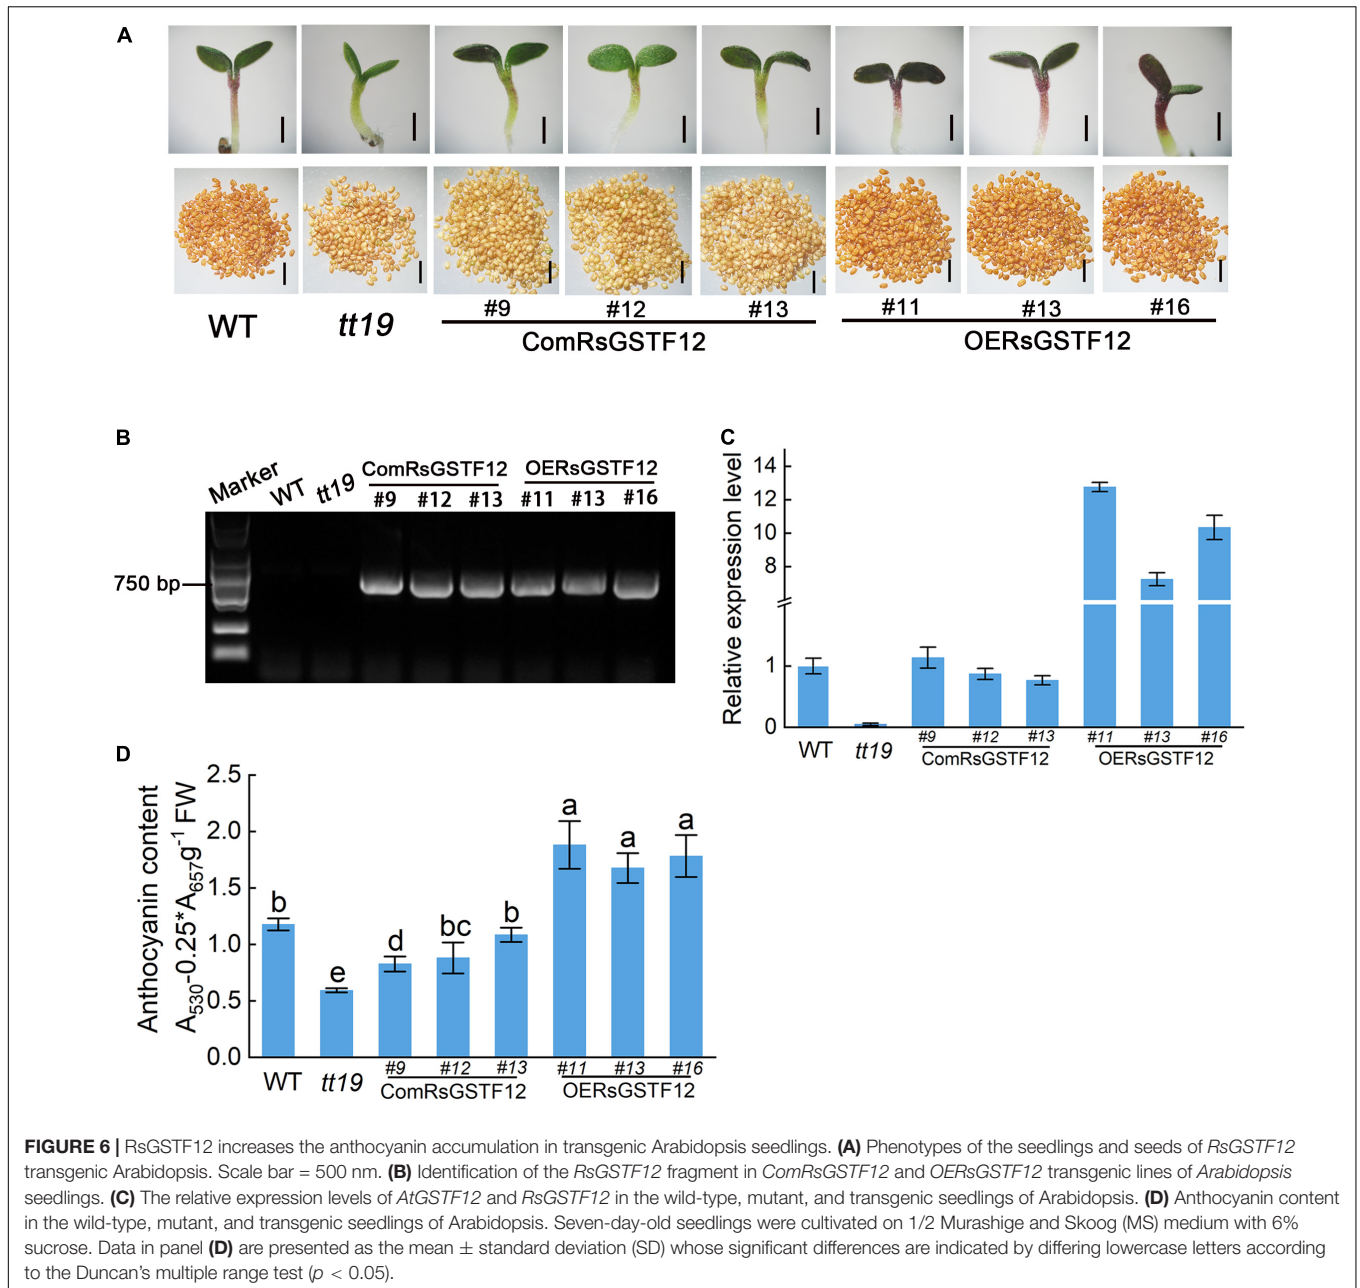 A
#9 #12 #13 #11 #13 #16
WT tt19 ComRsGSTF12 OERsGSTF12
B
Marker WT tt19 ComRsGSTF12 OERsGSTF12
#9 #12 #13 #11 #13 #16
750 bp
C
Relative expression level
14
12
10
8
1
0
WT tt19 #9 #12 #13 #11 #13 #16
ComRsGSTF12 OERsGSTF12
D
Anthocyanin content
A530-0.25*A657g-1 FW
2.5
2.0
1.5
1.0
0.5
0.0
b e d bc b a a a
WT tt19 #9 #12 #13 #11 #13 #16
ComRsGSTF12 OERsGSTF12
FIGURE 6 | RsGSTF12 increases the anthocyanin accumulation in transgenic Arabidopsis seedlings. (A) Phenotypes of the seedlings and seeds of RsGSTF12
transgenic Arabidopsis. Scale bar = 500 nm. (B) Identification of the RsGSTF12 fragment in ComRsGSTF12 and OERsGSTF12 transgenic lines of Arabidopsis
seedlings. (C) The relative expression levels of AtGSTF12 and RsGSTF12 in the wild-type, mutant, and transgenic seedlings of Arabidopsis. (D) Anthocyanin content
in the wild-type, mutant, and transgenic seedlings of Arabidopsis. Seven-day-old seedlings were cultivated on 1/2 Murashige and Skoog (MS) medium with 6%
sucrose. Data in panel (D) are presented as the mean ± standard deviation (SD) whose significant differences are indicated by differing lowercase letters according
to the Duncan's multiple range test (p < 0.05).